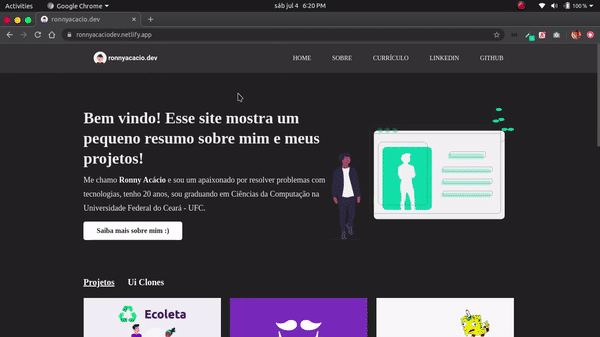 Activities Google Chrome sáb jul 4 6:20 PM 100 %
ronnyacacio.dev
ronnyacaciodev.netlify.app
ronnyacacio.dev HOME SOBRE CURRÍCULO LINKEDIN GITHUB
Bem vindo! Esse site mostra um
pequeno resumo sobre mim e meus
projetos!
Me chamo Ronny Acácio e sou um apaixonado por resolver problemas com
tecnologias, tenho 20 anos, sou graduando em Ciências da Computação na
Universidade Federal do Ceará - UFC.
Saiba mais sobre mim :)
Projetos Ui Clones
Ecoleta